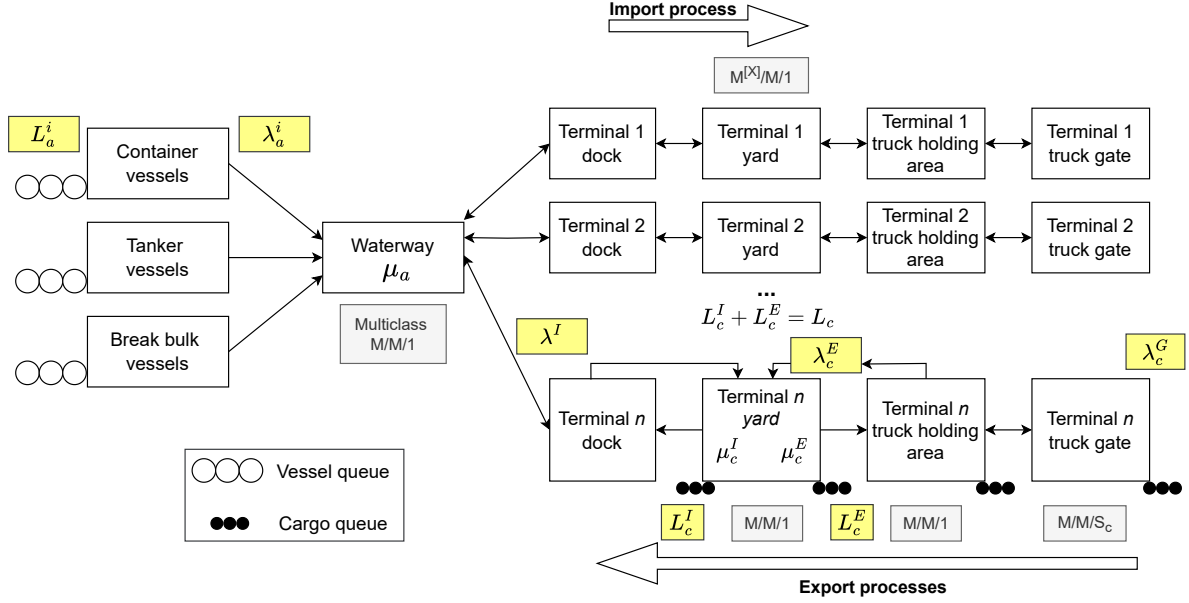 Import process
M[X]/M/1
L_a^i
λ_a^i
Container
vessels
Tanker
vessels
Break bulk
vessels
Waterway
μ_a
Multiclass
M/M/1
Terminal 1
dock
Terminal 1
yard
Terminal 1
truck holding
area
Terminal 1
truck gate
Terminal 2
dock
Terminal 2
yard
Terminal 2
truck holding
area
Terminal 2
truck gate
...
L_c^I + L_c^E = L_c
λ^I
λ_c^E
λ_c^G
Terminal n
dock
Terminal n
yard
μ_c^I μ_c^E
Terminal n
truck holding
area
Terminal n
truck gate
L_c^I
M/M/1
L_c^E
M/M/1
M/M/S_c
Vessel queue
Cargo queue
Export processes